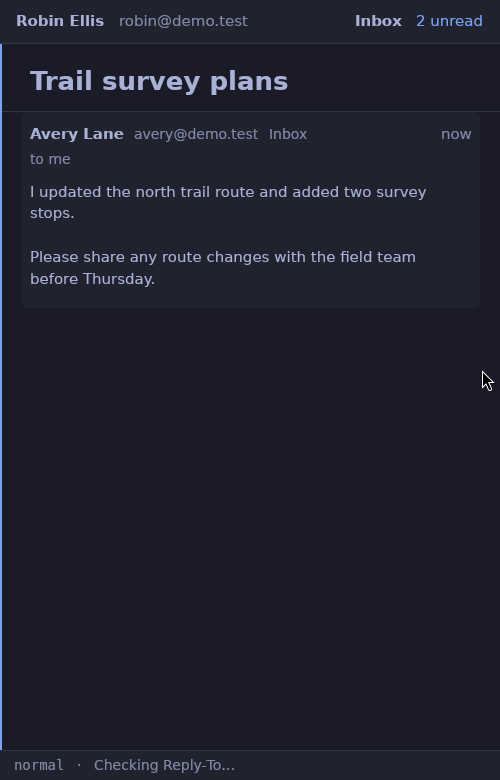 Robin Ellis robin@demo.test Inbox 2 unread
Trail survey plans
Avery Lane avery@demo.test Inbox now
to me
I updated the north trail route and added two survey
stops.
Please share any route changes with the field team
before Thursday.
normal · Checking Reply-To...